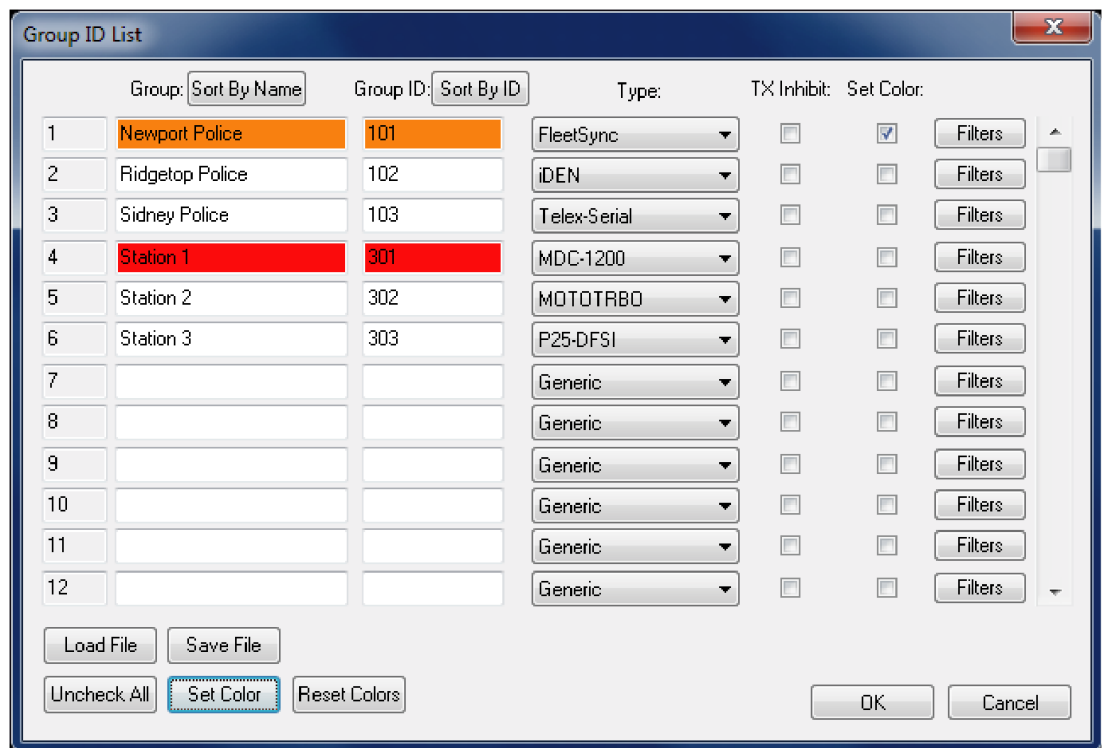 Group ID List
x
Group: Sort By Name Group ID: Sort By ID Type: TX Inhibit: Set Color:
1 Newport Police 101 FleetSync Filters
2 Ridgetop Police 102 iDEN Filters
3 Sidney Police 103 Telex-Serial Filters
4 Station 1 301 MDC-1200 Filters
5 Station 2 302 MOTOTRBO Filters
6 Station 3 303 P25-DFSI Filters
7 Generic Filters
8 Generic Filters
9 Generic Filters
10 Generic Filters
11 Generic Filters
12 Generic Filters
Load File Save File
Uncheck All Set Color Reset Colors OK Cancel